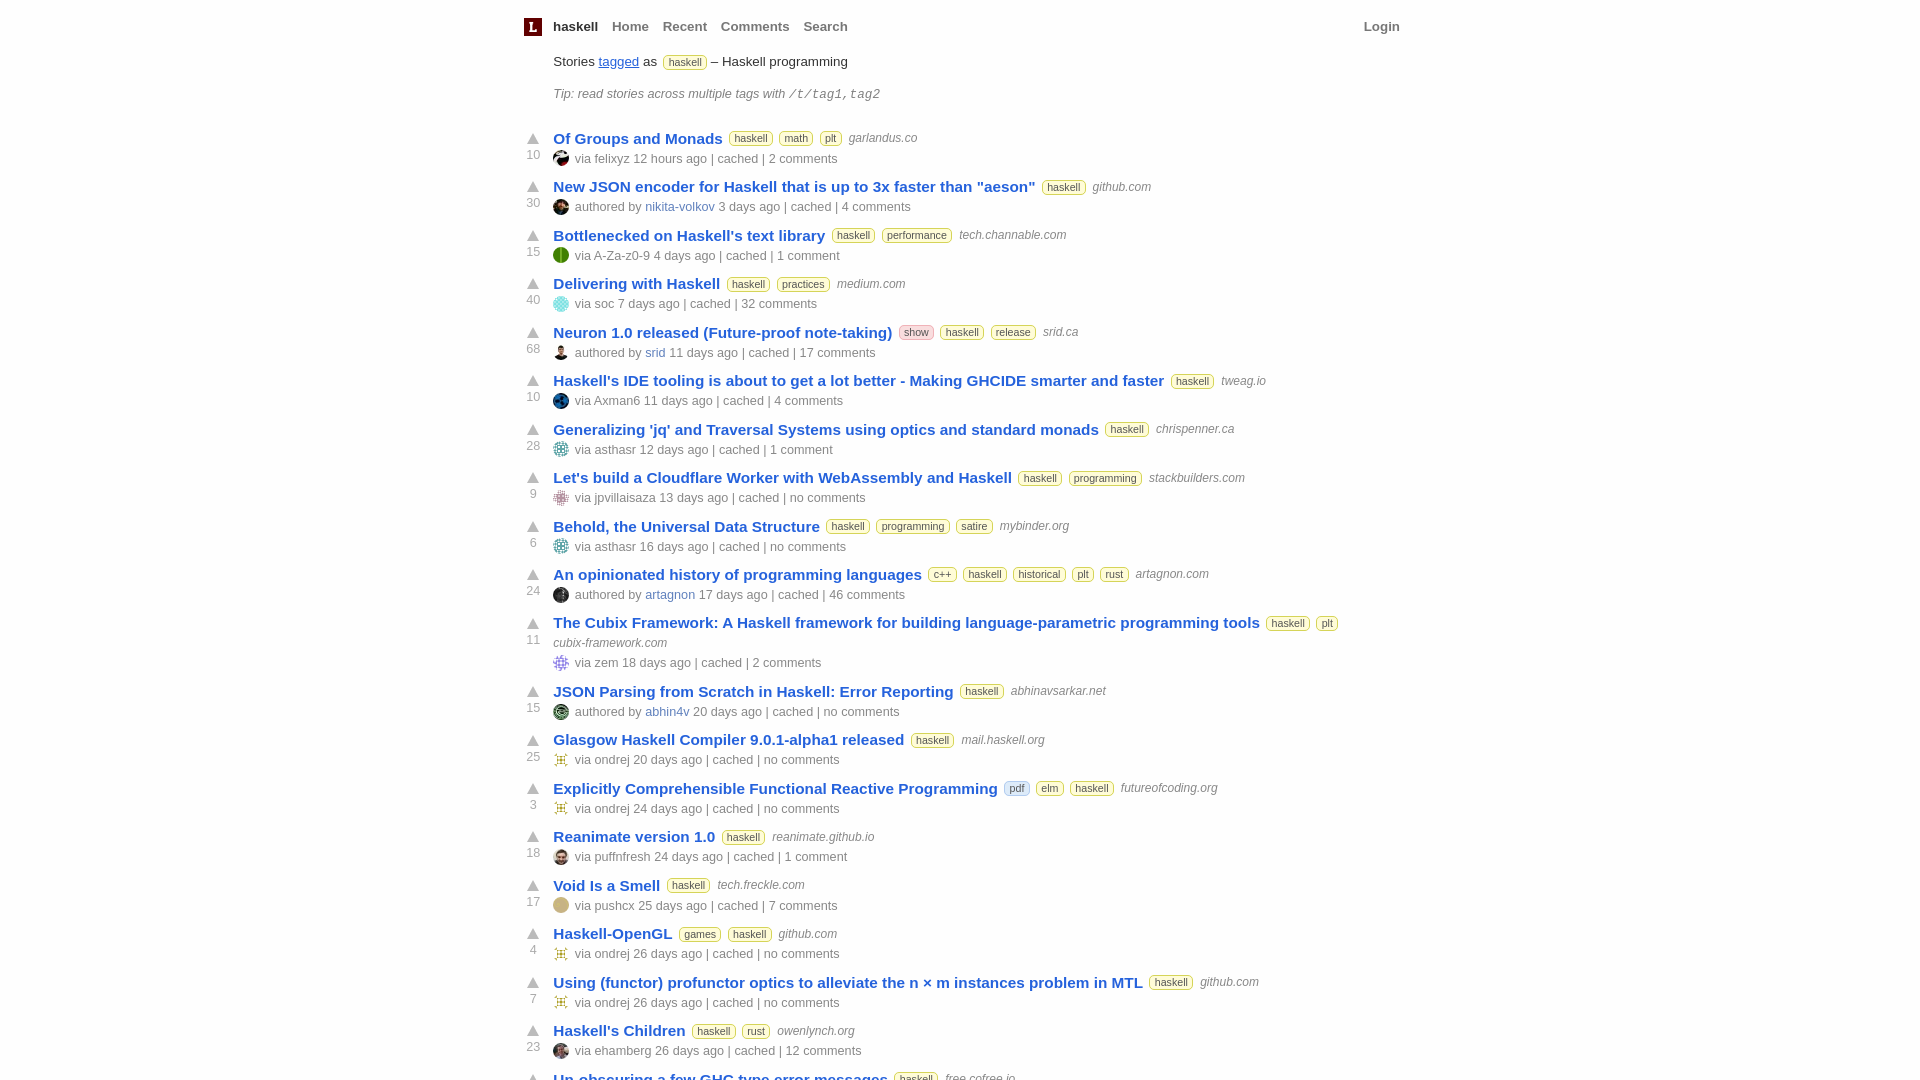 L haskell Home Recent Comments Search Login
Stories tagged as haskell – Haskell programming
Tip: read stories across multiple tags with /t/tag1,tag2
Of Groups and Monads haskell math plt garlandus.co
10 via felixyz 12 hours ago | cached | 2 comments
New JSON encoder for Haskell that is up to 3x faster than "aeson" haskell github.com
30 authored by nikita-volkov 3 days ago | cached | 4 comments
Bottlenecked on Haskell's text library haskell performance tech.channable.com
15 via A-Za-z0-9 4 days ago | cached | 1 comment
Delivering with Haskell haskell practices medium.com
40 via soc 7 days ago | cached | 32 comments
Neuron 1.0 released (Future-proof note-taking) show haskell release srid.ca
68 authored by srid 11 days ago | cached | 17 comments
Haskell's IDE tooling is about to get a lot better - Making GHCIDE smarter and faster haskell tweag.io
10 via Axman6 11 days ago | cached | 4 comments
Generalizing 'jq' and Traversal Systems using optics and standard monads haskell chrispenner.ca
28 via asthasr 12 days ago | cached | 1 comment
Let's build a Cloudflare Worker with WebAssembly and Haskell haskell programming stackbuilders.com
9 via jpvillaisaza 13 days ago | cached | no comments
Behold, the Universal Data Structure haskell programming satire mybinder.org
6 via asthasr 16 days ago | cached | no comments
An opinionated history of programming languages c++ haskell historical plt rust artagnon.com
24 authored by artagnon 17 days ago | cached | 46 comments
The Cubix Framework: A Haskell framework for building language-parametric programming tools haskell plt
11 cubix-framework.com
via zem 18 days ago | cached | 2 comments
JSON Parsing from Scratch in Haskell: Error Reporting haskell abhinavsarkar.net
15 authored by abhin4v 20 days ago | cached | no comments
Glasgow Haskell Compiler 9.0.1-alpha1 released haskell mail.haskell.org
25 via ondrej 20 days ago | cached | no comments
Explicitly Comprehensible Functional Reactive Programming pdf elm haskell futureofcoding.org
3 via ondrej 24 days ago | cached | no comments
Reanimate version 1.0 haskell reanimate.github.io
18 via puffnfresh 24 days ago | cached | 1 comment
Void Is a Smell haskell tech.freckle.com
17 via pushcx 25 days ago | cached | 7 comments
Haskell-OpenGL games haskell github.com
4 via ondrej 26 days ago | cached | no comments
Using (functor) profunctor optics to alleviate the n × m instances problem in MTL haskell github.com
7 via ondrej 26 days ago | cached | no comments
Haskell's Children haskell rust owenlynch.org
23 via ehamberg 26 days ago | cached | 12 comments
Un-obscuring a few GHC type error messages haskell free.cofree.io